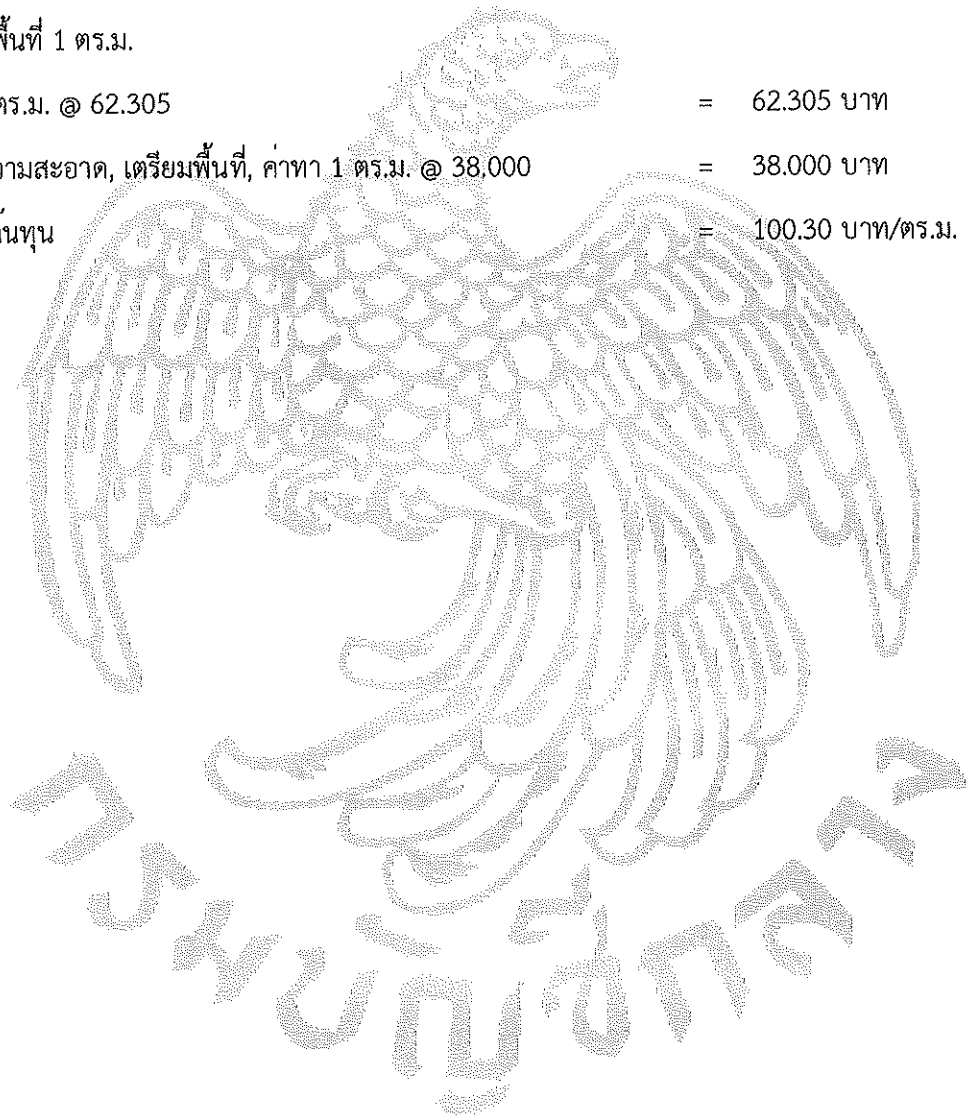 พื้นที่ 1 ตร.ม.
ตร.ม. @ 62.305 = 62.305 บาท
วามสะอาด, เตรียมพื้นที่, ค่าทา 1 ตร.ม. @ 38.000 = 38.000 บาท
้นทุน = 100.30 บาท/ตร.ม.
กรมบัญชีกลาง